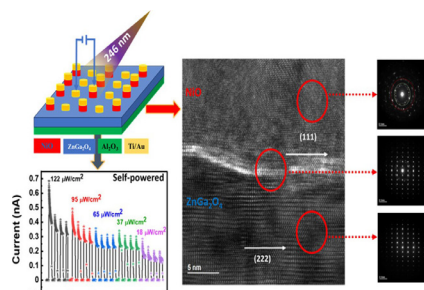 246 nm
NiO
ZnGa₂O₄
Al₂O₃
Ti/Au
Self-powered
122 μW/cm²
95 μW/cm²
65 μW/cm²
37 μW/cm²
18 μW/cm²
Current (nA)
0.7
0.6
0.5
0.4
0.3
0.2
0.1
0.0
NiO
(111)
ZnGa₂O₄
(222)
5 nm